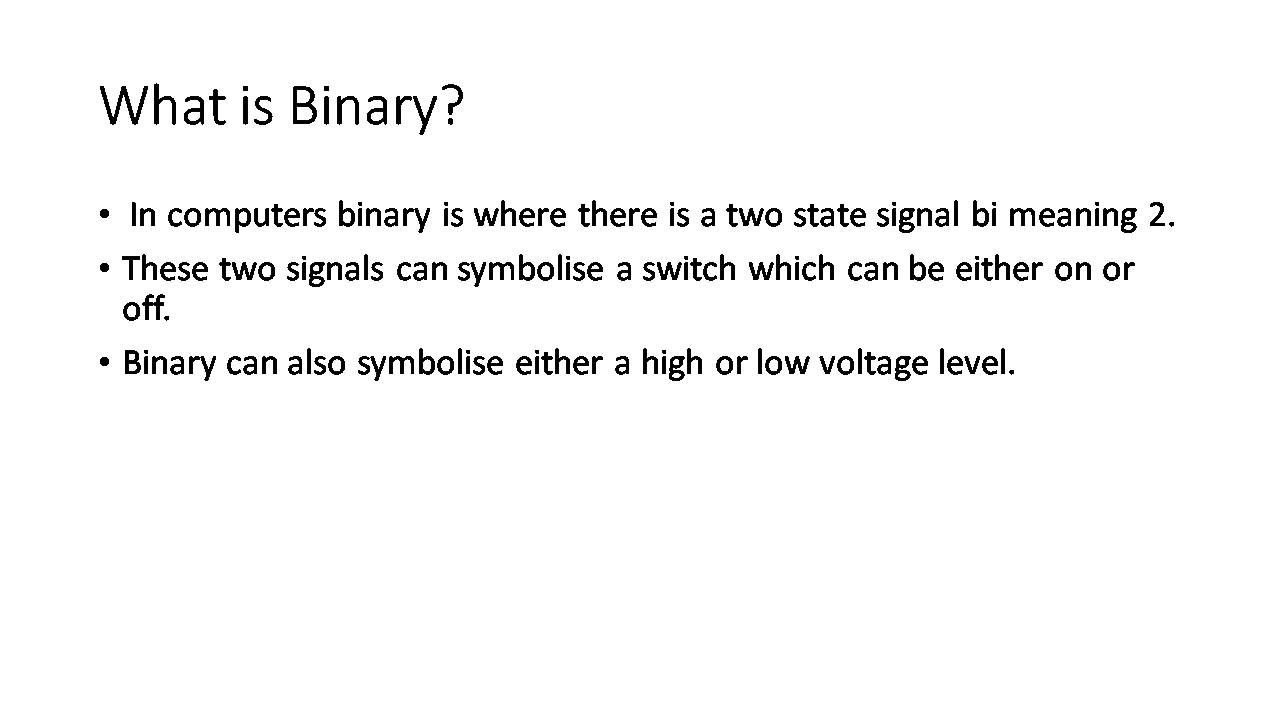 What is Binary?
• In computers binary is where there is a two state signal bi meaning 2.
• These two signals can symbolise a switch which can be either on or
off.
• Binary can also symbolise either a high or low voltage level.